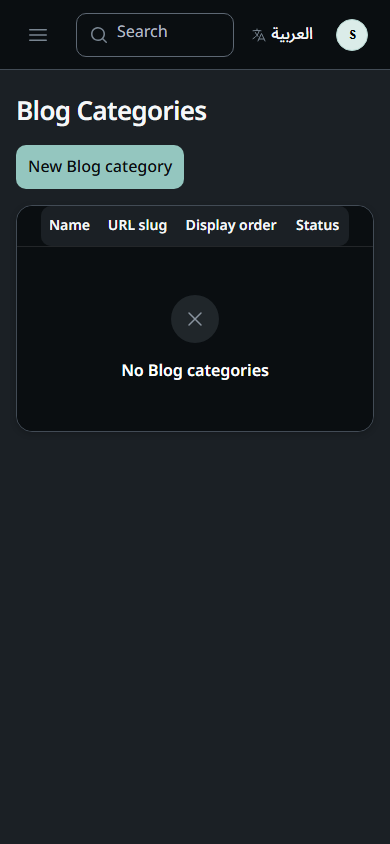 Search
العربية
S
Blog Categories
New Blog category
Name URL slug Display order Status
No Blog categories